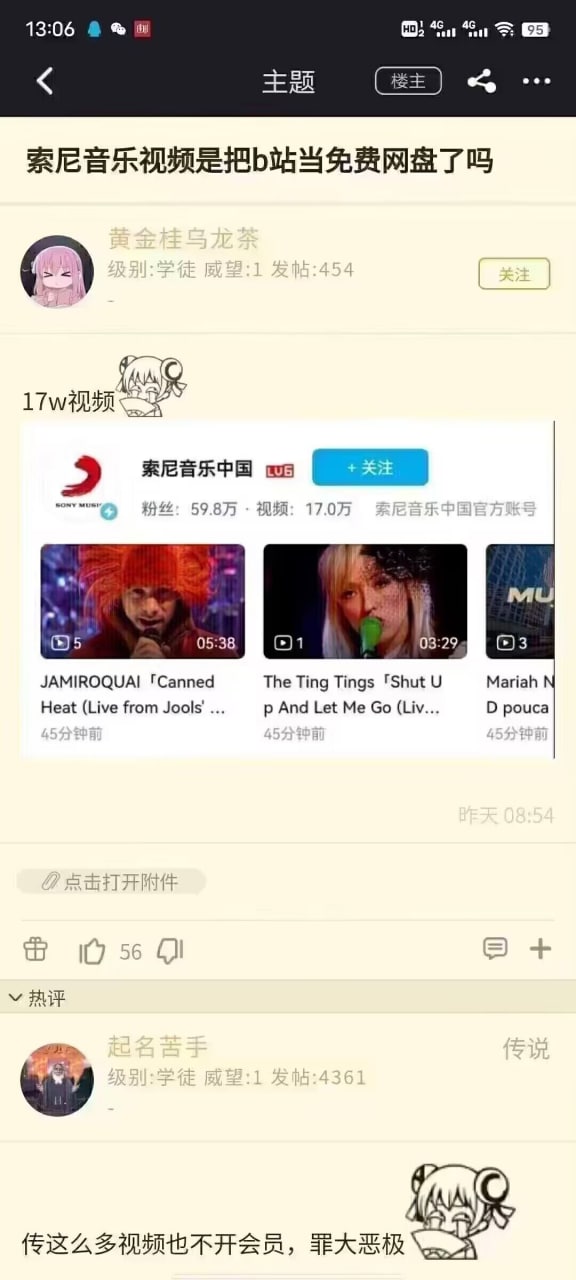 13:06
HD 1 2 4G 4G 95
主题
楼主
索尼音乐视频是把b站当免费网盘了吗
黄金桂乌龙茶
级别:学徒 威望:1 发帖:454
-
关注
17w视频
索尼音乐中国 LV6 + 关注
SONY MUSIC
粉丝：59.8万 · 视频：17.0万 索尼音乐中国官方账号
5 05:38
1 03:29
3
MU
JAMIROQUAI「Canned
Heat (Live from Jools' ...
45分钟前
The Ting Tings「Shut U
p And Let Me Go (Liv...
45分钟前
Mariah N
D pouca
45分钟前
昨天 08:54
点击打开附件
56
热评
起名苦手
传说
级别:学徒 威望:1 发帖:4361
-
传这么多视频也不开会员，罪大恶极